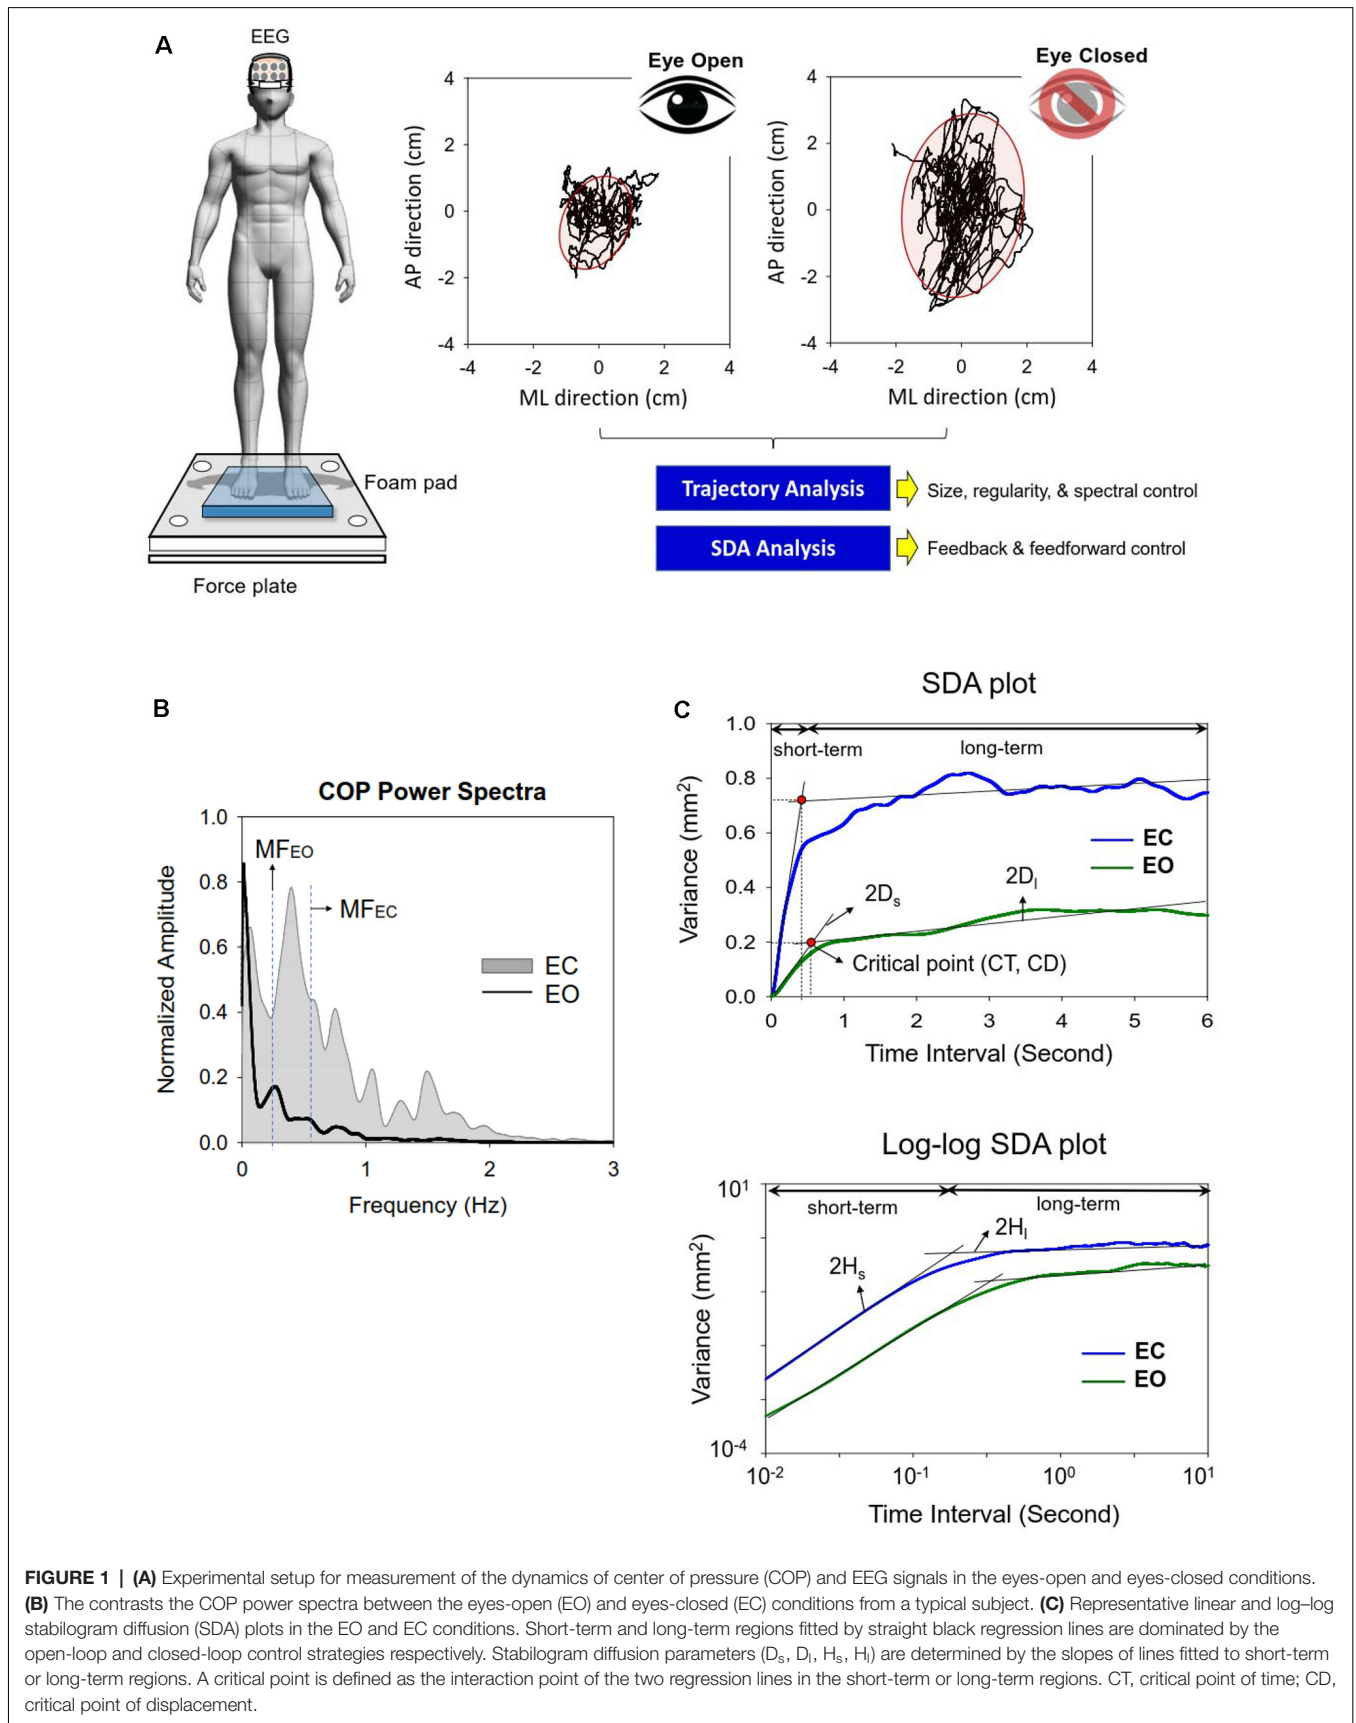 A
EEG
Eye Open
Eye Closed
4
2
0
-2
-4
AP direction (cm)
-4 -2 0 2 4
ML direction (cm)
4
2
0
-2
-4
AP direction (cm)
-4 -2 0 2 4
ML direction (cm)
Foam pad
Force plate
Trajectory Analysis
Size, regularity, & spectral control
SDA Analysis
Feedback & feedforward control
B
COP Power Spectra
1.0
0.8
0.6
0.4
0.2
0.0
Normalized Amplitude
MFEO
MFEC
EC
EO
0 1 2 3
Frequency (Hz)
C
SDA plot
1.0
0.8
0.6
0.4
0.2
0.0
Variance (mm²)
short-term
long-term
EC
EO
2Ds
2Dl
Critical point (CT, CD)
0 1 2 3 4 5 6
Time Interval (Second)
Log-log SDA plot
10¹
10⁻⁴
Variance (mm²)
short-term
long-term
2Hs
2Hl
EC
EO
10⁻² 10⁻¹ 10⁰ 10¹
Time Interval (Second)
FIGURE 1 | (A) Experimental setup for measurement of the dynamics of center of pressure (COP) and EEG signals in the eyes-open and eyes-closed conditions.
(B) The contrasts the COP power spectra between the eyes-open (EO) and eyes-closed (EC) conditions from a typical subject. (C) Representative linear and log–log
stabilogram diffusion (SDA) plots in the EO and EC conditions. Short-term and long-term regions fitted by straight black regression lines are dominated by the
open-loop and closed-loop control strategies respectively. Stabilogram diffusion parameters (Ds, Dl, Hs, Hl) are determined by the slopes of lines fitted to short-term
or long-term regions. A critical point is defined as the interaction point of the two regression lines in the short-term or long-term regions. CT, critical point of time; CD,
critical point of displacement.